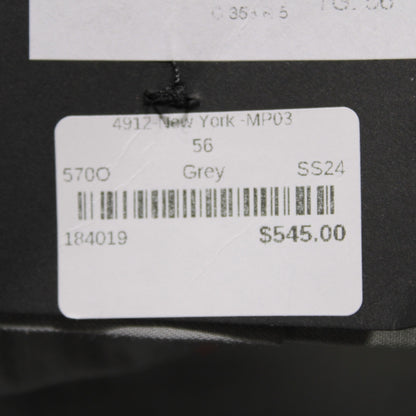 4912-New York -MP03
56
570O Grey SS24
184019 $545.00